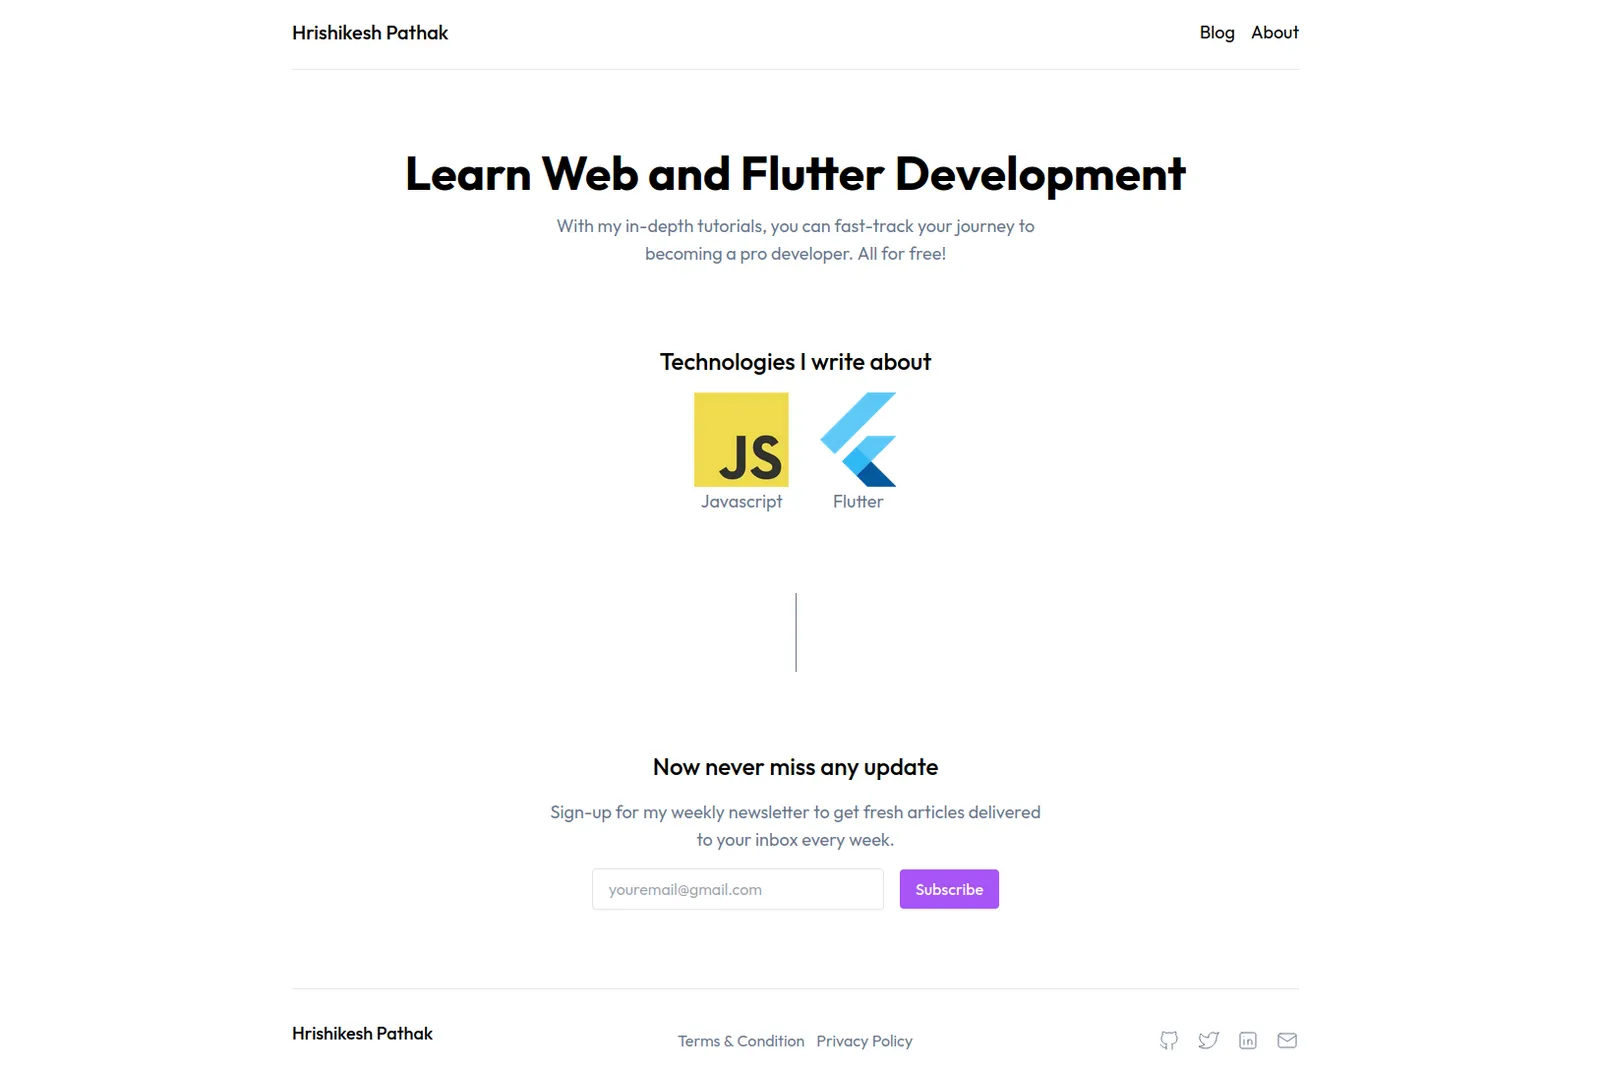 Hrishikesh Pathak
Blog About
Learn Web and Flutter Development
With my in-depth tutorials, you can fast-track your journey to
becoming a pro developer. All for free!
Technologies I write about
JS
Javascript Flutter
Now never miss any update
Sign-up for my weekly newsletter to get fresh articles delivered
to your inbox every week.
youremail@gmail.com Subscribe
Hrishikesh Pathak
Terms & Condition Privacy Policy
in